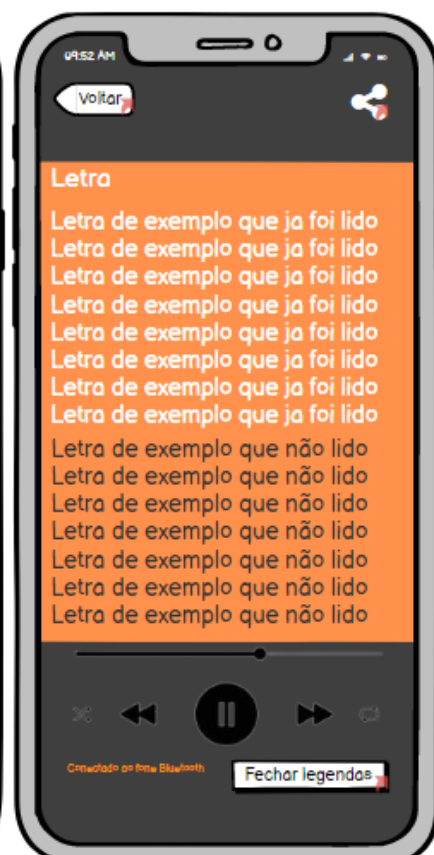 09:52 AM
Voltar
Letra
Letra de exemplo que ja foi lido
Letra de exemplo que ja foi lido
Letra de exemplo que ja foi lido
Letra de exemplo que ja foi lido
Letra de exemplo que ja foi lido
Letra de exemplo que ja foi lido
Letra de exemplo que ja foi lido
Letra de exemplo que ja foi lido
Letra de exemplo que não lido
Letra de exemplo que não lido
Letra de exemplo que não lido
Letra de exemplo que não lido
Letra de exemplo que não lido
Letra de exemplo que não lido
Letra de exemplo que não lido
Conectado ao fone Bluetooth
Fechar legendas